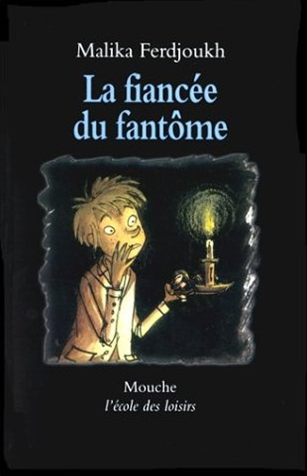 Malika Ferdjoukh
La fiancée
du fantôme
Mouche
l'école des loisirs